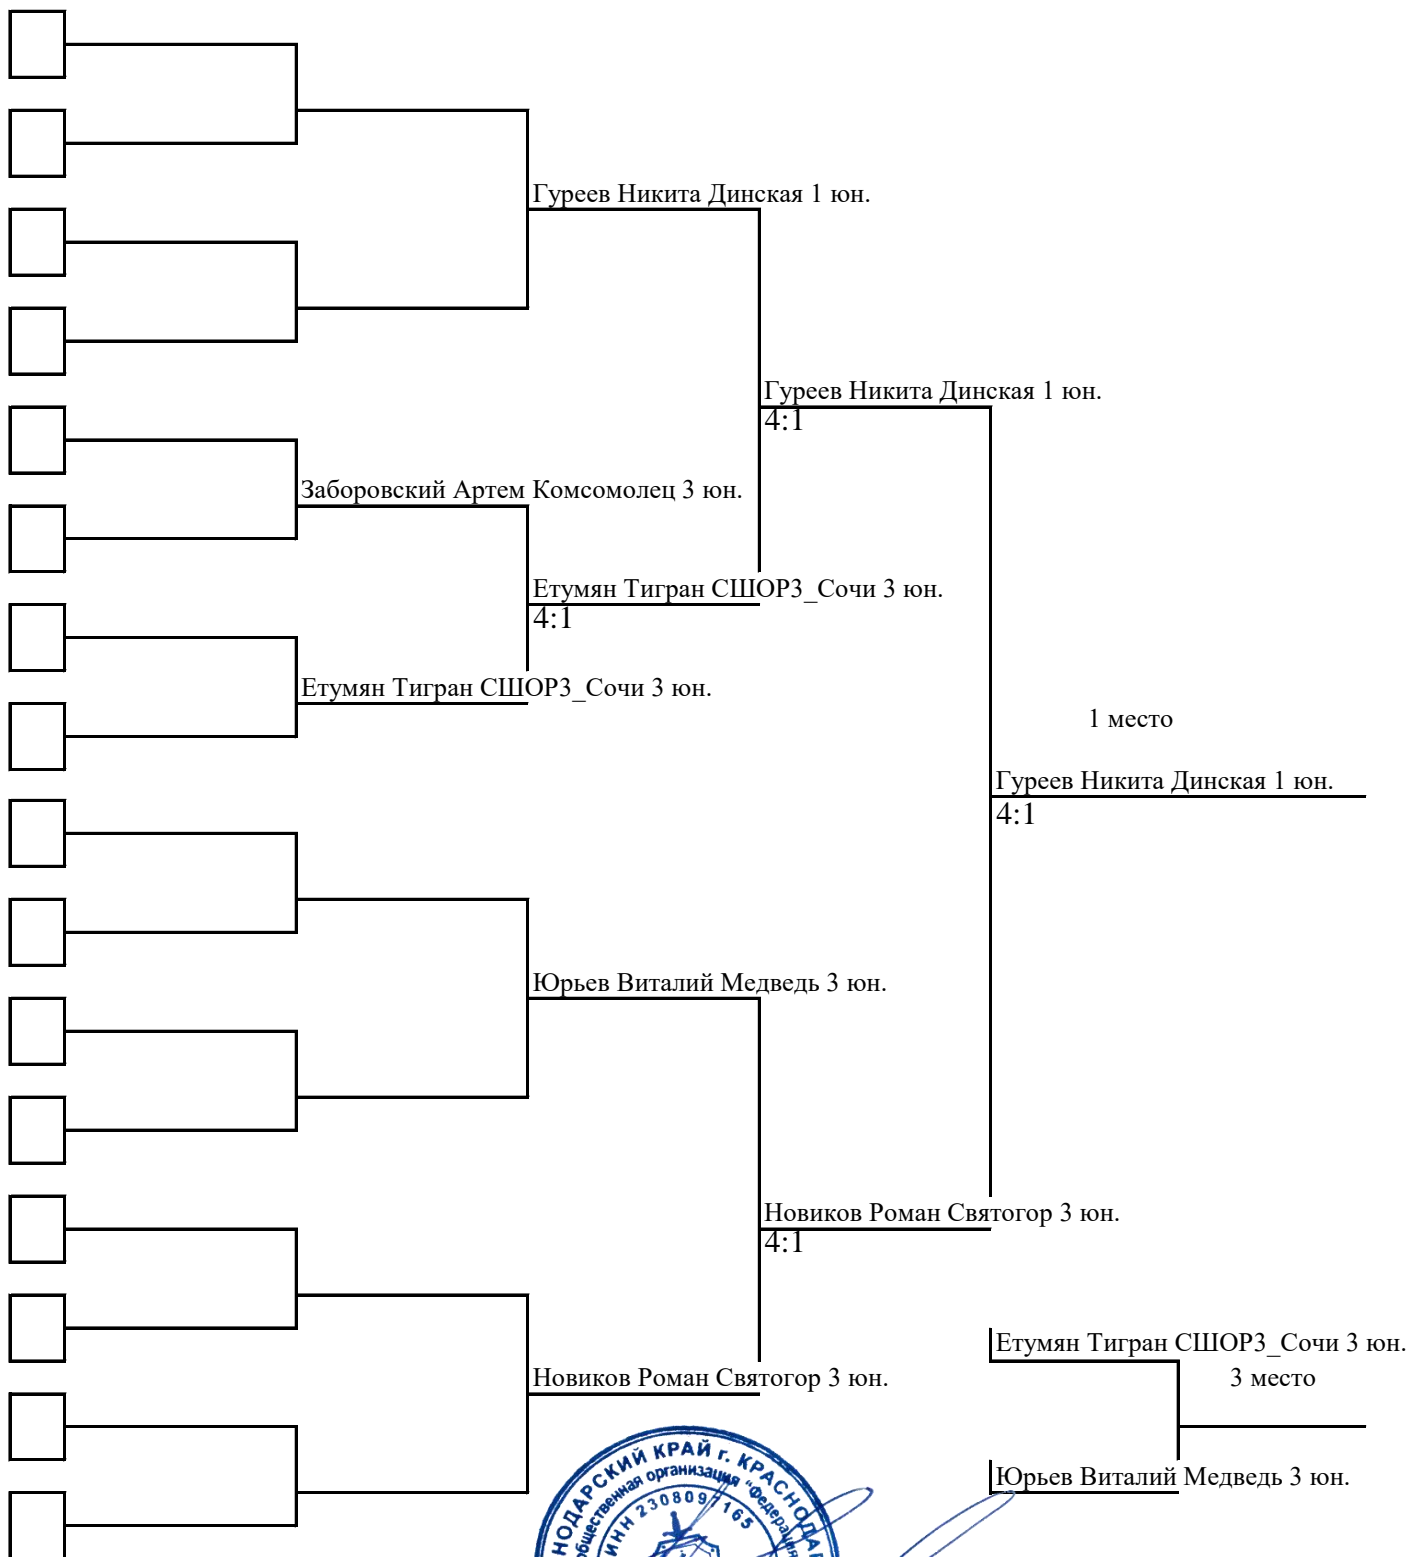 Гуреев Никита Динская 1 юн.
Гуреев Никита Динская 1 юн.
4:1
Заборовский Артем Комсомолец 3 юн.
Етумян Тигран СШОР3_Сочи 3 юн.
4:1
Етумян Тигран СШОР3_Сочи 3 юн.
1 место
Гуреев Никита Динская 1 юн.
4:1
Юрьев Виталий Медведь 3 юн.
Новиков Роман Святогор 3 юн.
4:1
Етумян Тигран СШОР3_Сочи 3 юн.
Новиков Роман Святогор 3 юн.
3 место
Юрьев Виталий Медведь 3 юн.
КРАЙ г.
общественная организация "Федерация
ИНН 2308097165